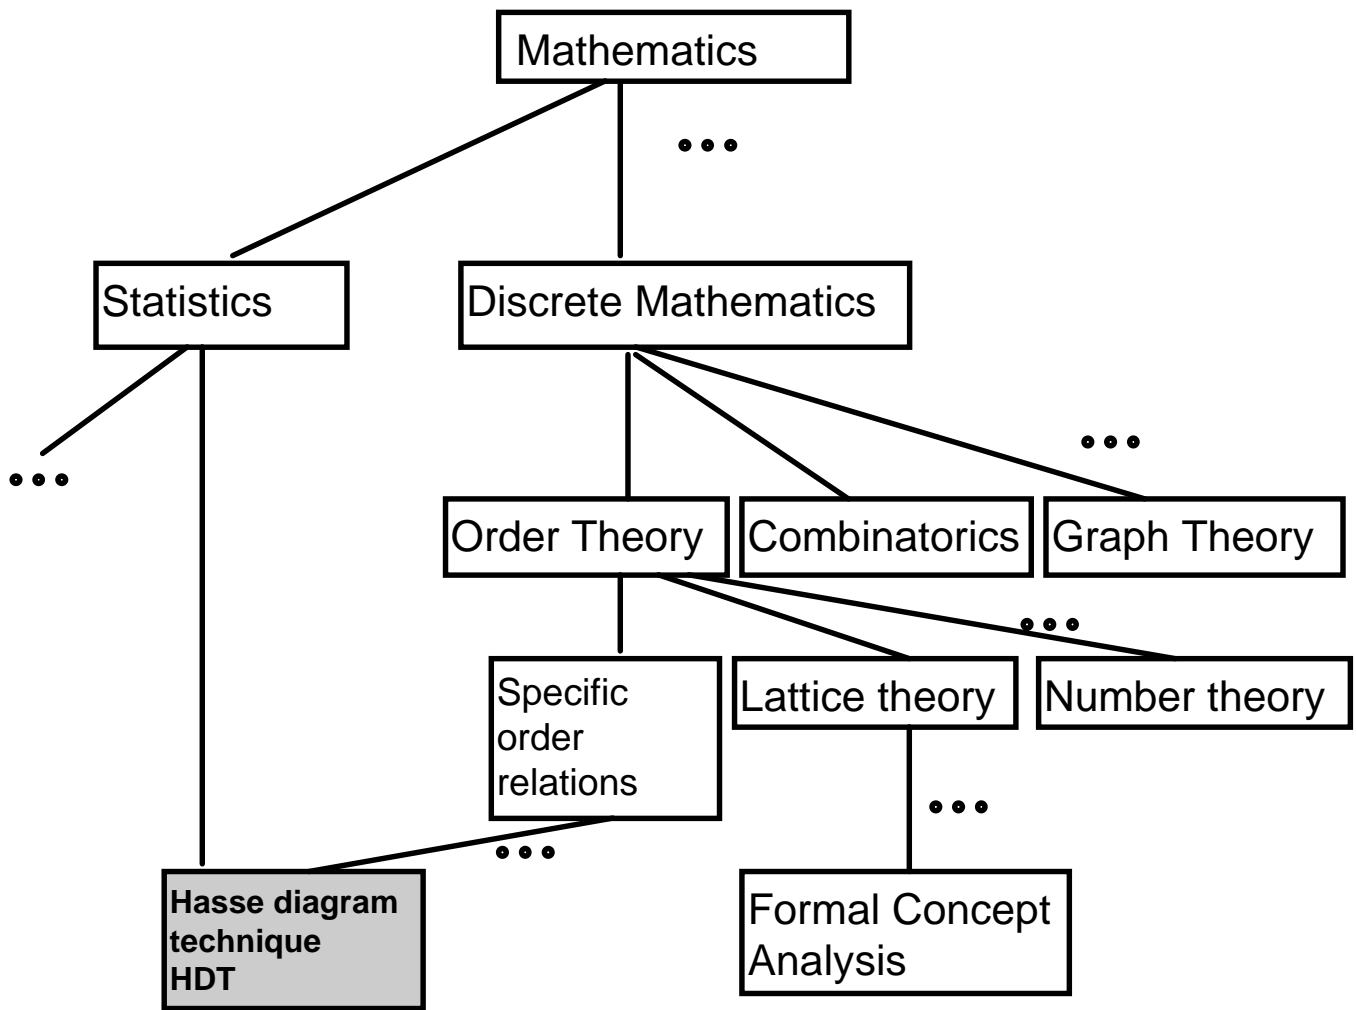 Mathematics
Statistics
Discrete Mathematics
Order Theory
Combinatorics
Graph Theory
Specific
order
relations
Lattice theory
Number theory
Hasse diagram
technique
HDT
Formal Concept
Analysis